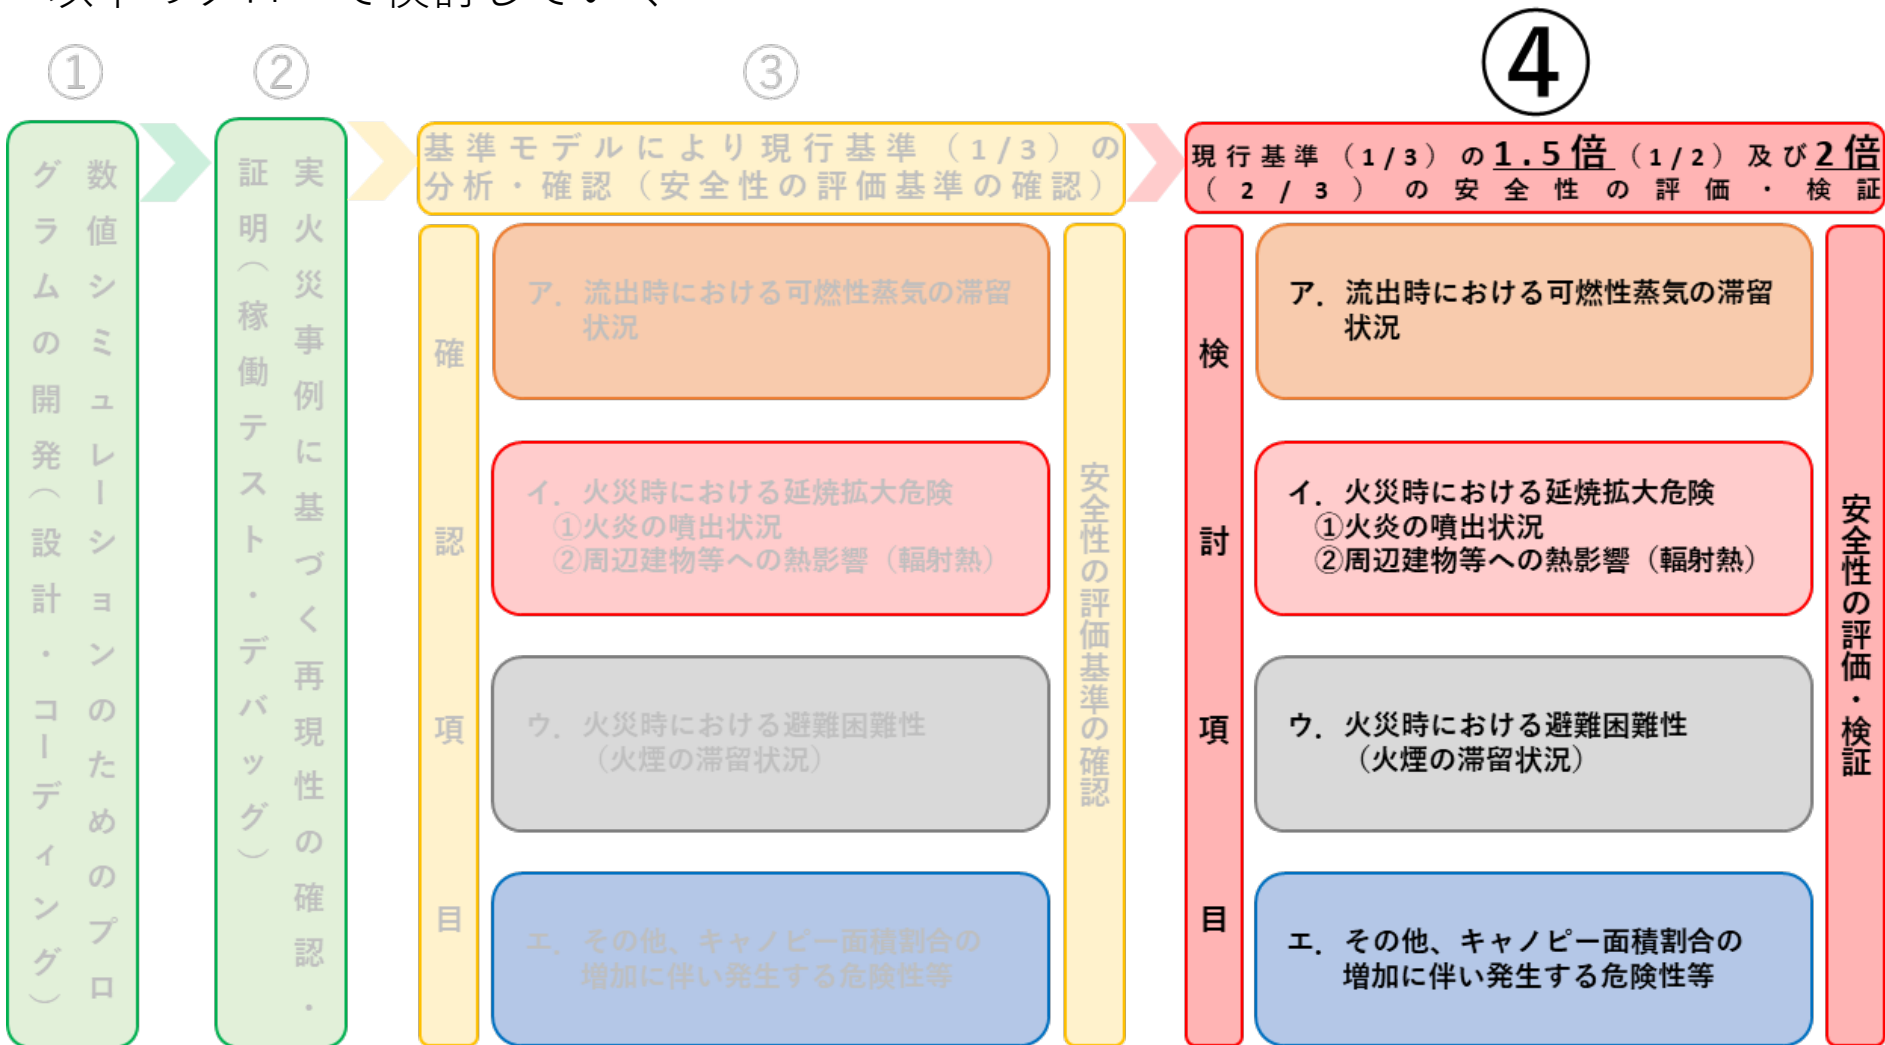 ①
数値シミュレーションのためのプロ
グラムの開発（設計・コーディング）
②
実火災事例に基づく再現性の確認・
証明（稼働テスト・デバッグ）
③
基準モデルにより現行基準（1/3）の
分析・確認（安全性の評価基準の確認）
確認項目
ア．流出時における可燃性蒸気の滞留
状況
イ．火災時における延焼拡大危険
①火炎の噴出状況
②周辺建物等への熱影響（輻射熱）
ウ．火災時における避難困難性
（火煙の滞留状況）
エ．その他、キャノピー面積割合の
増加に伴い発生する危険性等
安全性の評価基準の確認
④
現行基準（1/3）の1.5倍（1/2）及び2倍
（2/3）の安全性の評価・検証
検討項目
ア．流出時における可燃性蒸気の滞留
状況
イ．火災時における延焼拡大危険
①火炎の噴出状況
②周辺建物等への熱影響（輻射熱）
ウ．火災時における避難困難性
（火煙の滞留状況）
エ．その他、キャノピー面積割合の
増加に伴い発生する危険性等
安全性の評価・検証